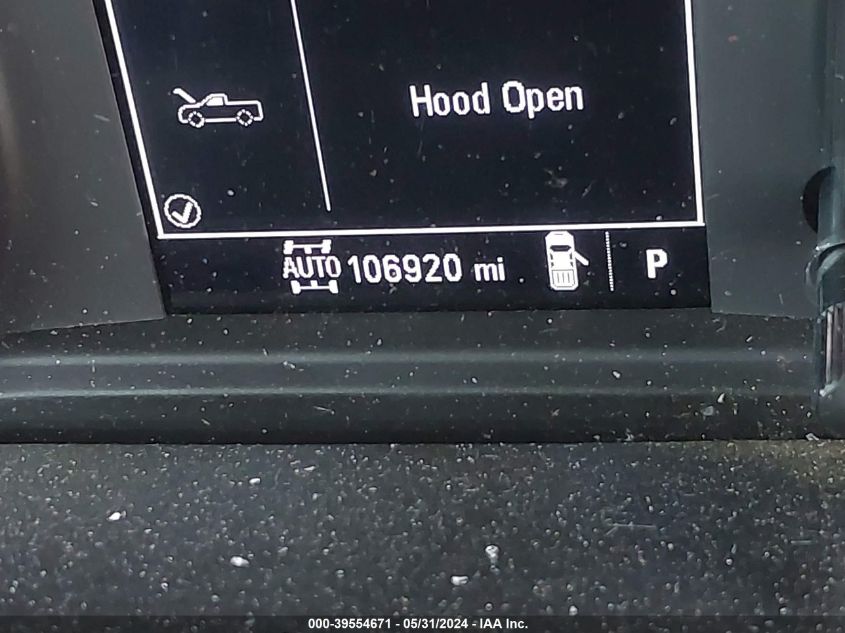 Hood Open
AUTO 106920 mi P
000-39554671 - 05/31/2024 - IAA Inc.